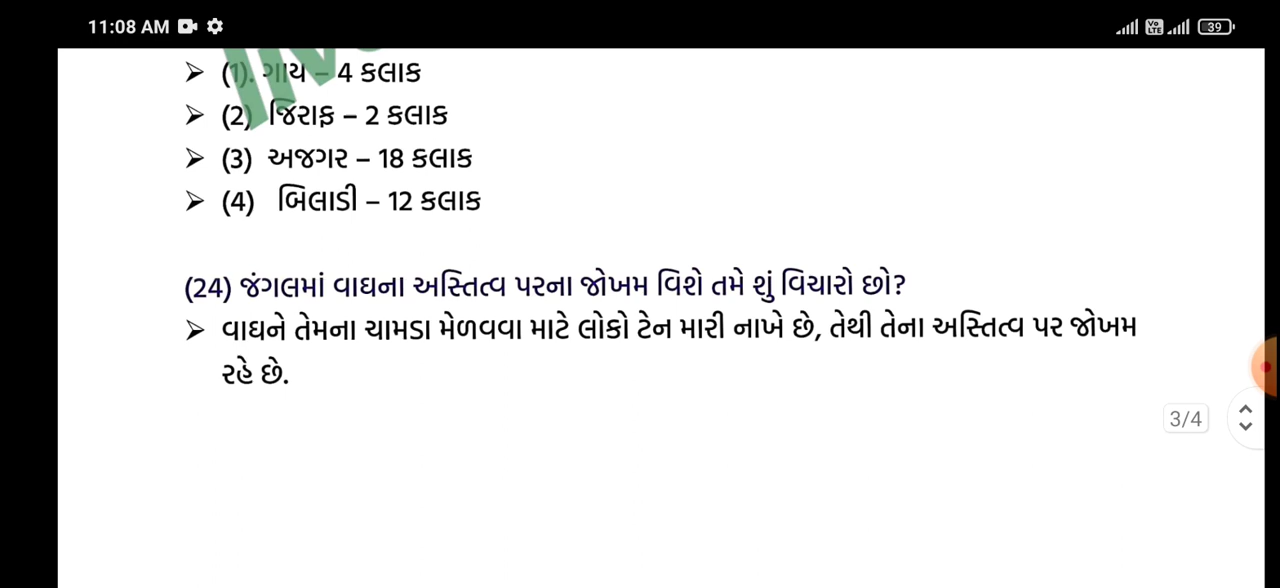 11:08 AM
39
➢ (1). ગાય – 4 કલાક
➢ (2) જિરાફ – 2 કલાક
➢ (3) અજગર – 18 કલાક
➢ (4) બિલાડી – 12 કલાક
(24) જંગલમાં વાઘના અસ્તિત્વ પરના જોખમ વિશે તમે શું વિચારો છો?
➢ વાઘને તેમના ચામડા મેળવવા માટે લોકો ટેન મારી નાખે છે, તેથી તેના અસ્તિત્વ પર જોખમ
રહે છે.
3/4